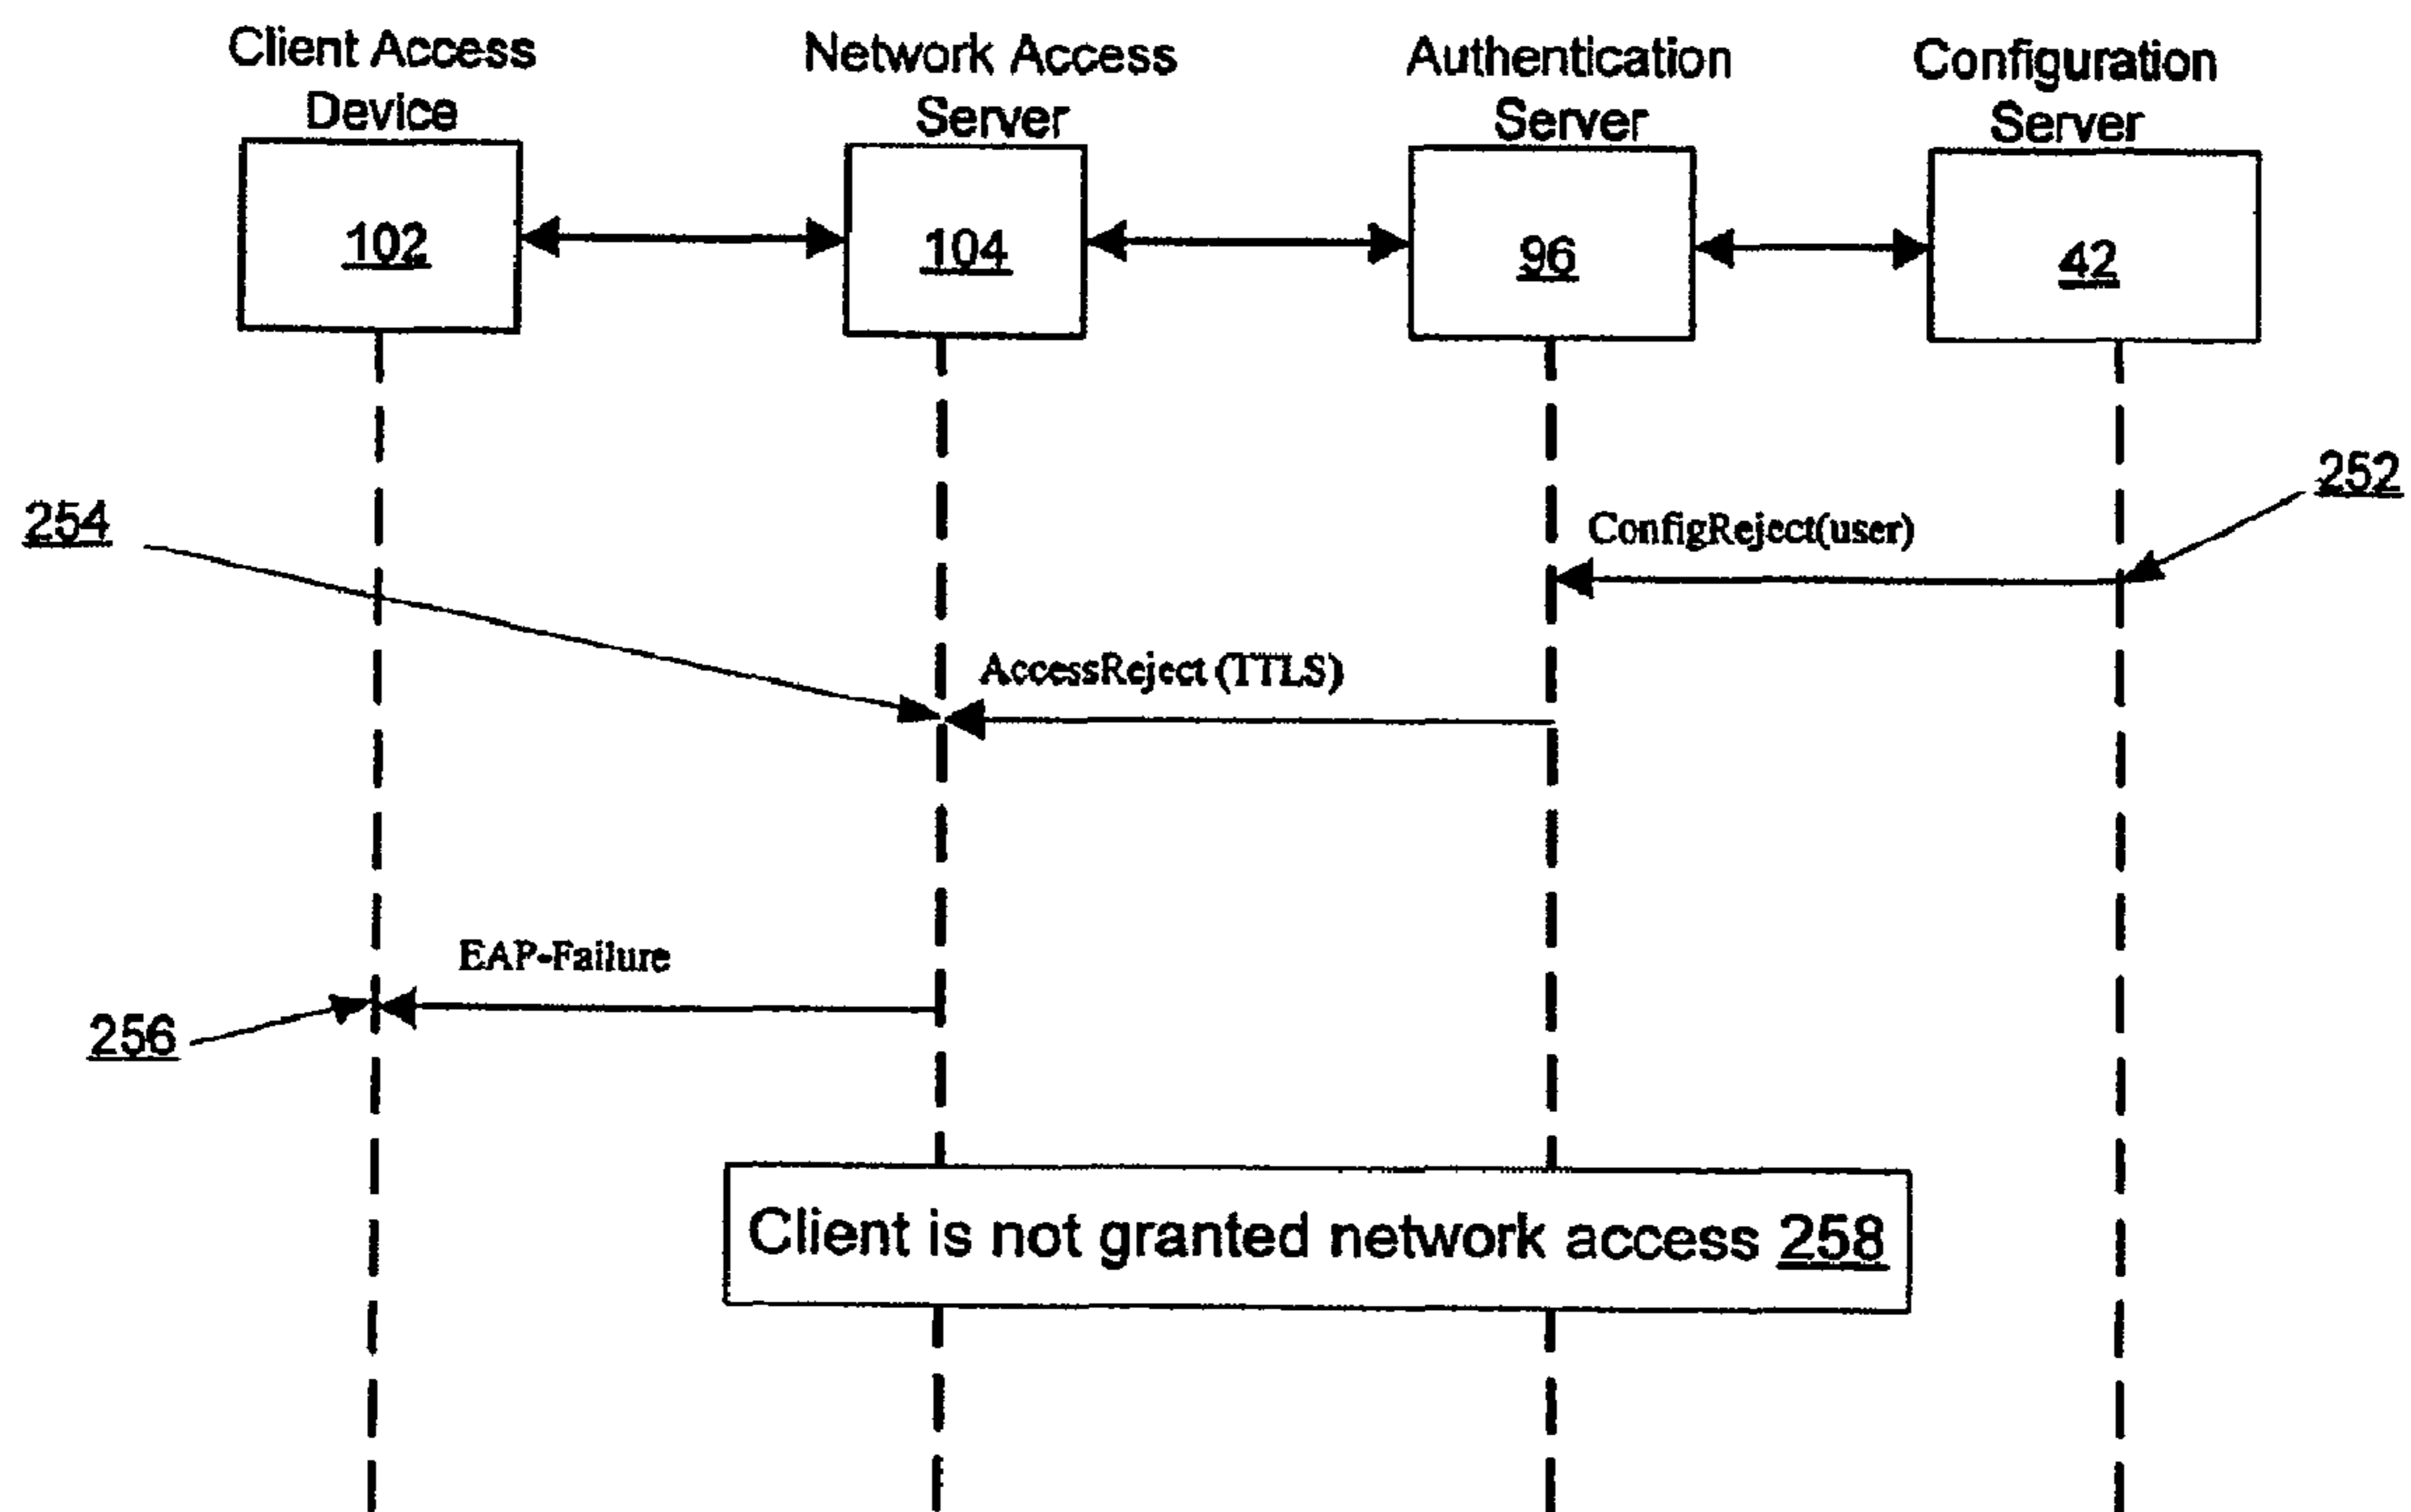 Client Access
Device
Network Access
Server
Authentication
Server
Configuration
Server
102
104
96
42
252
254
ConfigReject(user)
AccessReject (TTLS)
EAP-Failure
256
Client is not granted network access 258